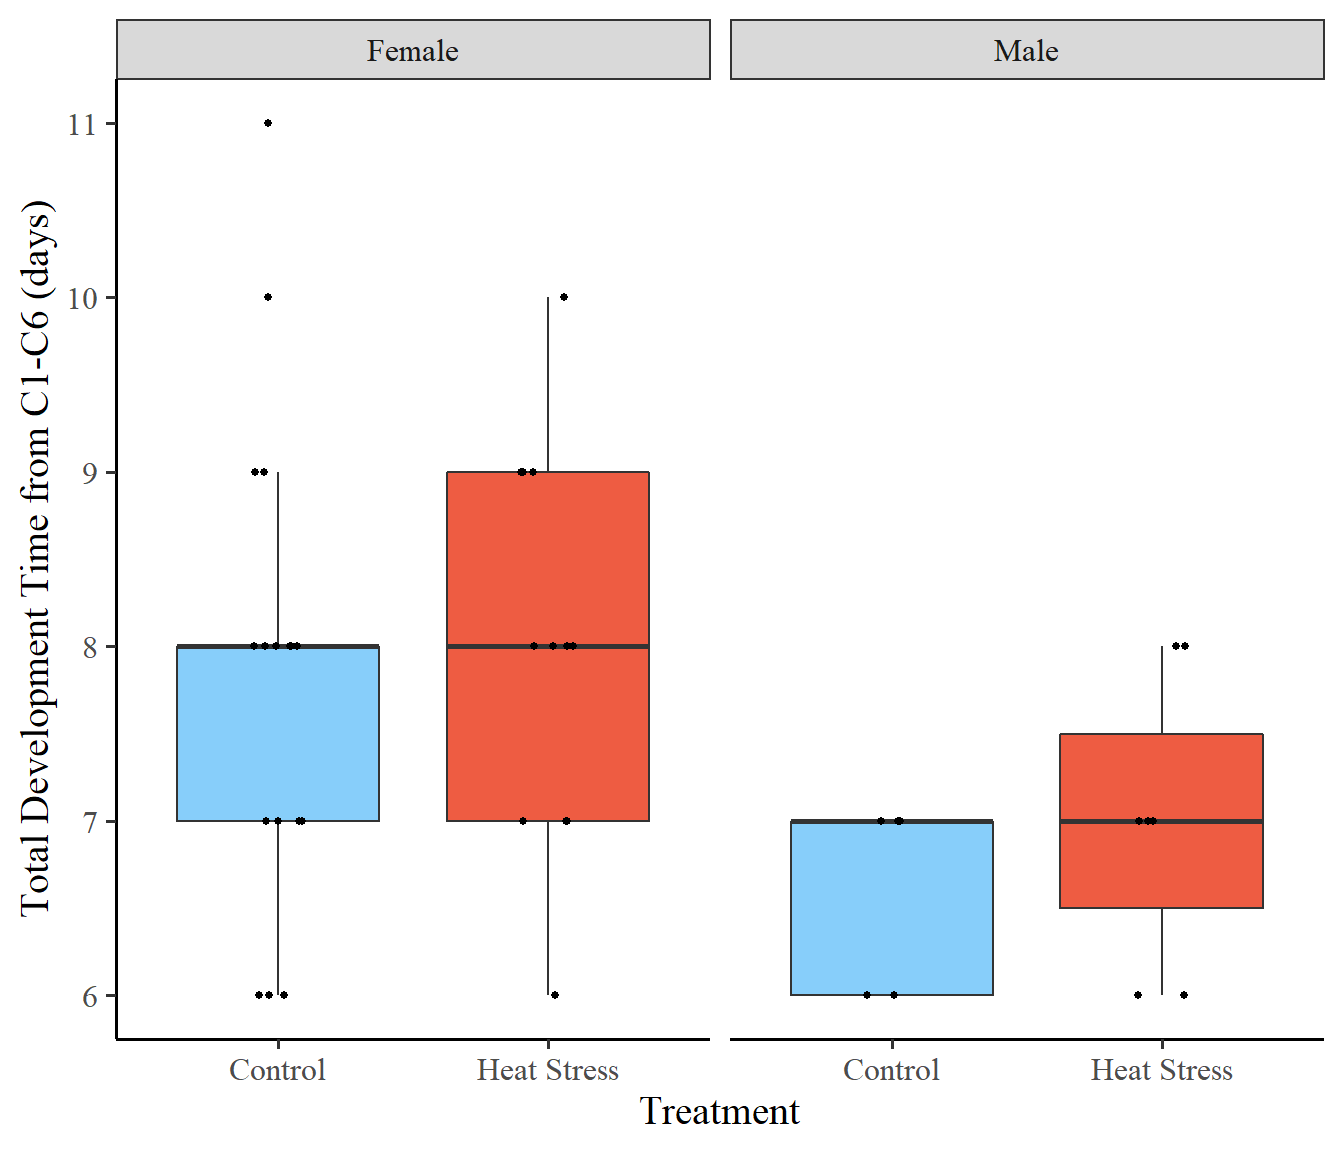 Female
Male
Total Development Time from C1-C6 (days)
11
10
9
8
7
6
Control
Heat Stress
Control
Heat Stress
Treatment